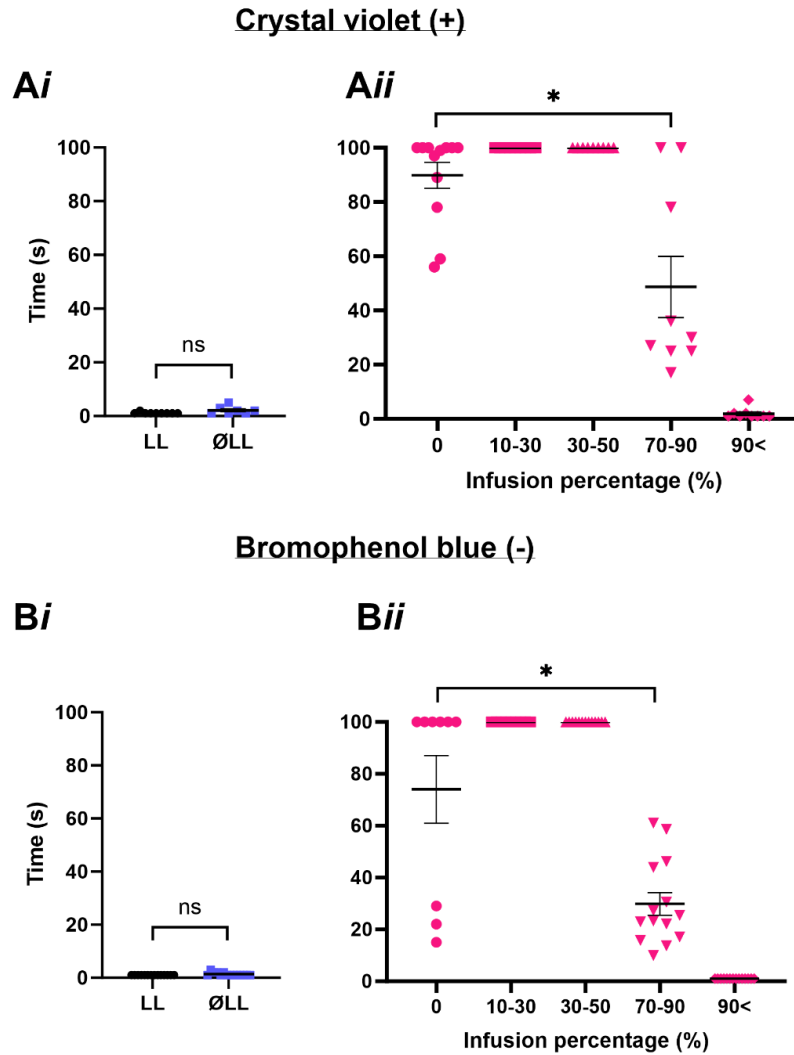 Crystal violet (+)
Ai
Aii
Time (s)
100
80
60
40
20
0
ns
LL
ØLL
*
100
80
60
40
20
0
0
10-30
30-50
70-90
90<
Infusion percentage (%)
Bromophenol blue (-)
Bi
Bii
Time (s)
100
80
60
40
20
0
ns
LL
ØLL
*
100
80
60
40
20
0
0
10-30
30-50
70-90
90<
Infusion percentage (%)